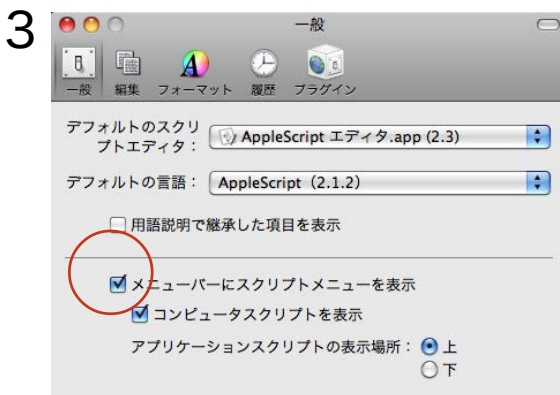 3
一般
一般 編集 フォーマット 履歴 プラグイン
デフォルトのスクリ
プトエディタ： AppleScript エディタ.app (2.3)
デフォルトの言語： AppleScript（2.1.2）
用語説明で継承した項目を表示
メニューバーにスクリプトメニューを表示
コンピュータスクリプトを表示
アプリケーションスクリプトの表示場所： 上
下